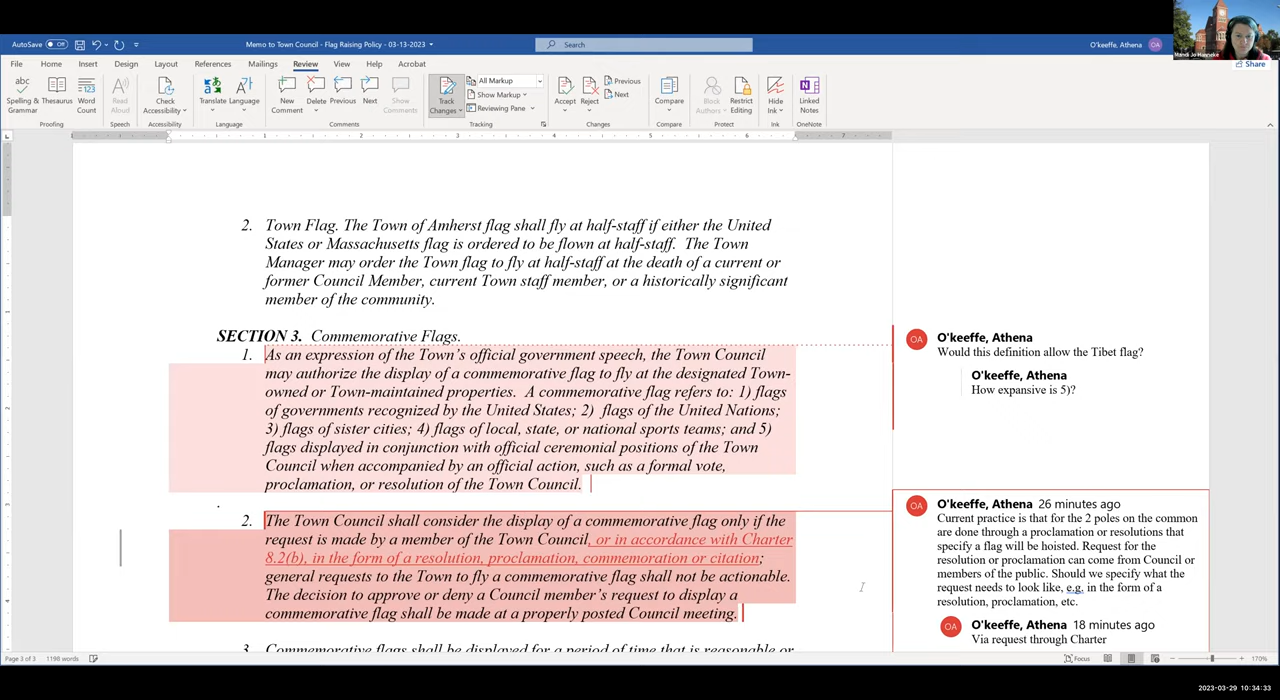 AutoSave Off
Memo to Town Council - Flag Raising Policy - 03-13-2023
Search
O'keeffe, Athena OA
Mandi Jo Hanneke
File Home Insert Design Layout References Mailings Review View Help Acrobat
Share
Spelling & Grammar
Thesaurus
Word Count
Read Aloud
Check Accessibility
Translate
Language
New Comment
Delete
Previous
Next
Show Comments
Track Changes
All Markup
Show Markup
Reviewing Pane
Accept
Reject
Previous
Next
Compare
Block Authors
Restrict Editing
Hide Ink
Linked Notes
Proofing Speech Accessibility Language Comments Tracking Changes Compare Protect Ink OneNote
2. Town Flag. The Town of Amherst flag shall fly at half-staff if either the United
States or Massachusetts flag is ordered to be flown at half-staff. The Town
Manager may order the Town flag to fly at half-staff at the death of a current or
former Council Member, current Town staff member, or a historically significant
member of the community.
SECTION 3. Commemorative Flags.
1. As an expression of the Town's official government speech, the Town Council
may authorize the display of a commemorative flag to fly at the designated Town-
owned or Town-maintained properties. A commemorative flag refers to: 1) flags
of governments recognized by the United States; 2) flags of the United Nations;
3) flags of sister cities; 4) flags of local, state, or national sports teams; and 5)
flags displayed in conjunction with official ceremonial positions of the Town
Council when accompanied by an official action, such as a formal vote,
proclamation, or resolution of the Town Council.
.
2. The Town Council shall consider the display of a commemorative flag only if the
request is made by a member of the Town Council, or in accordance with Charter
8.2(b), in the form of a resolution, proclamation, commemoration or citation;
general requests to the Town to fly a commemorative flag shall not be actionable.
The decision to approve or deny a Council member's request to display a
commemorative flag shall be made at a properly posted Council meeting.
3. Commemorative flags shall be displayed for a period of time that is reasonable or
OA O'keeffe, Athena
Would this definition allow the Tibet flag?
O'keeffe, Athena
How expansive is 5)?
OA O'keeffe, Athena 26 minutes ago
Current practice is that for the 2 poles on the common
are done through a proclamation or resolutions that
specify a flag will be hoisted. Request for the
resolution or proclamation can come from Council or
members of the public. Should we specify what the
request needs to look like, e.g. in the form of a
resolution, proclamation, etc.
OA O'keeffe, Athena 18 minutes ago
Via request through Charter
Page 3 of 3 1198 words
Focus
170%
2023-03-29 10:34:33